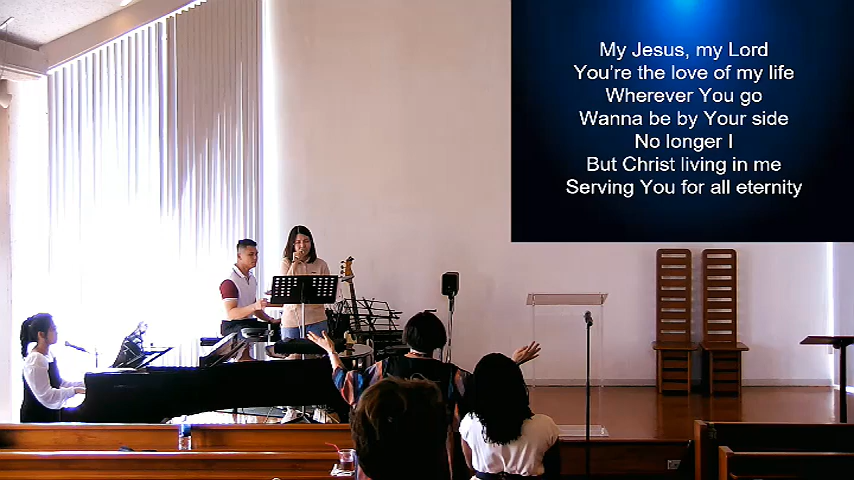 My Jesus, my Lord
You're the love of my life
Wherever You go
Wanna be by Your side
No longer I
But Christ living in me
Serving You for all eternity